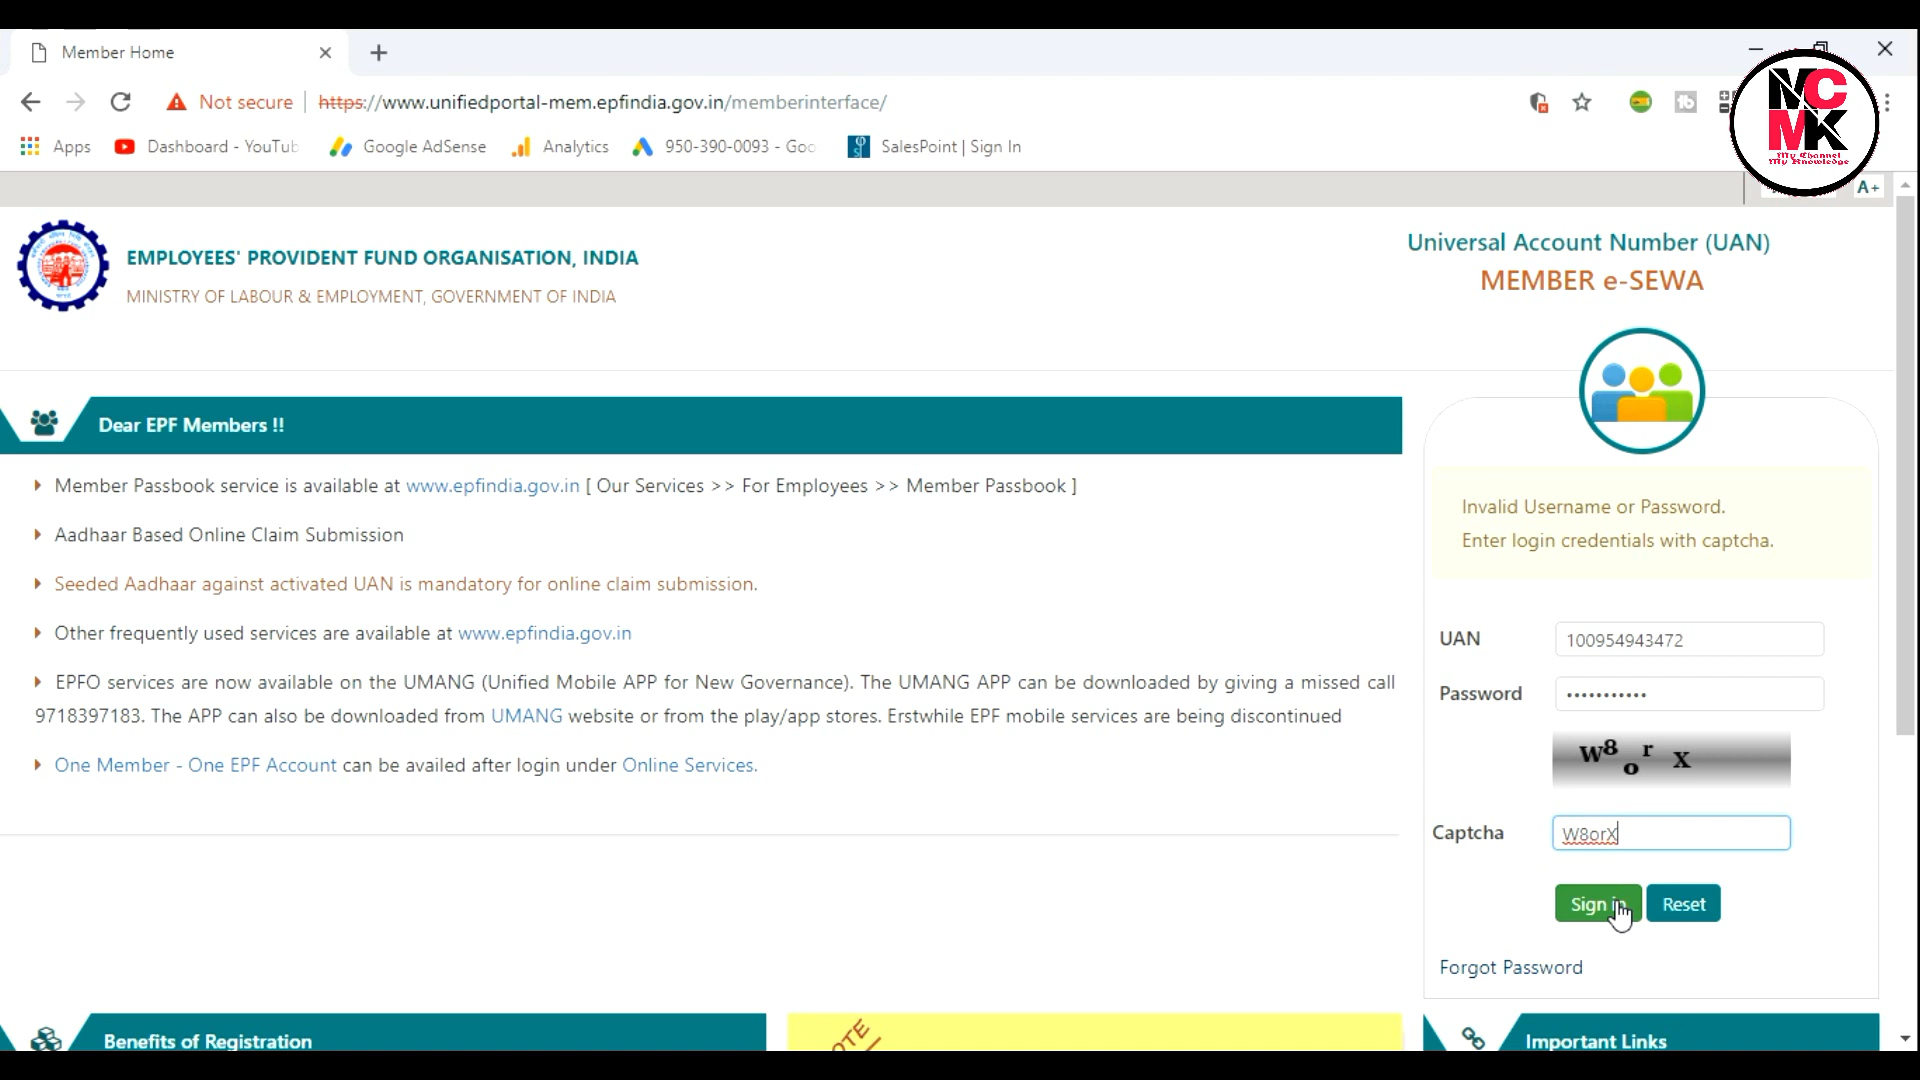 Member Home
Not secure
https://www.unifiedportal-mem.epfindia.gov.in/memberinterface/
Apps
Dashboard - YouTub
Google AdSense
Analytics
950-390-0093 - Goo
SalesPoint | Sign In
MC
MK
My Channel
My Knowledge
A+
EMPLOYEES' PROVIDENT FUND ORGANISATION, INDIA
MINISTRY OF LABOUR & EMPLOYMENT, GOVERNMENT OF INDIA
Universal Account Number (UAN)
MEMBER e-SEWA
Dear EPF Members !!
Member Passbook service is available at www.epfindia.gov.in [ Our Services >> For Employees >> Member Passbook ]
Aadhaar Based Online Claim Submission
Seeded Aadhaar against activated UAN is mandatory for online claim submission.
Other frequently used services are available at www.epfindia.gov.in
EPFO services are now available on the UMANG (Unified Mobile APP for New Governance). The UMANG APP can be downloaded by giving a missed call
9718397183. The APP can also be downloaded from UMANG website or from the play/app stores. Erstwhile EPF mobile services are being discontinued
One Member - One EPF Account can be availed after login under Online Services.
Invalid Username or Password.
Enter login credentials with captcha.
UAN
100954943472
Password
•••••••••••
W8orX
Captcha
W8orX
Sign in
Reset
Forgot Password
Benefits of Registration
OTE
Important Links